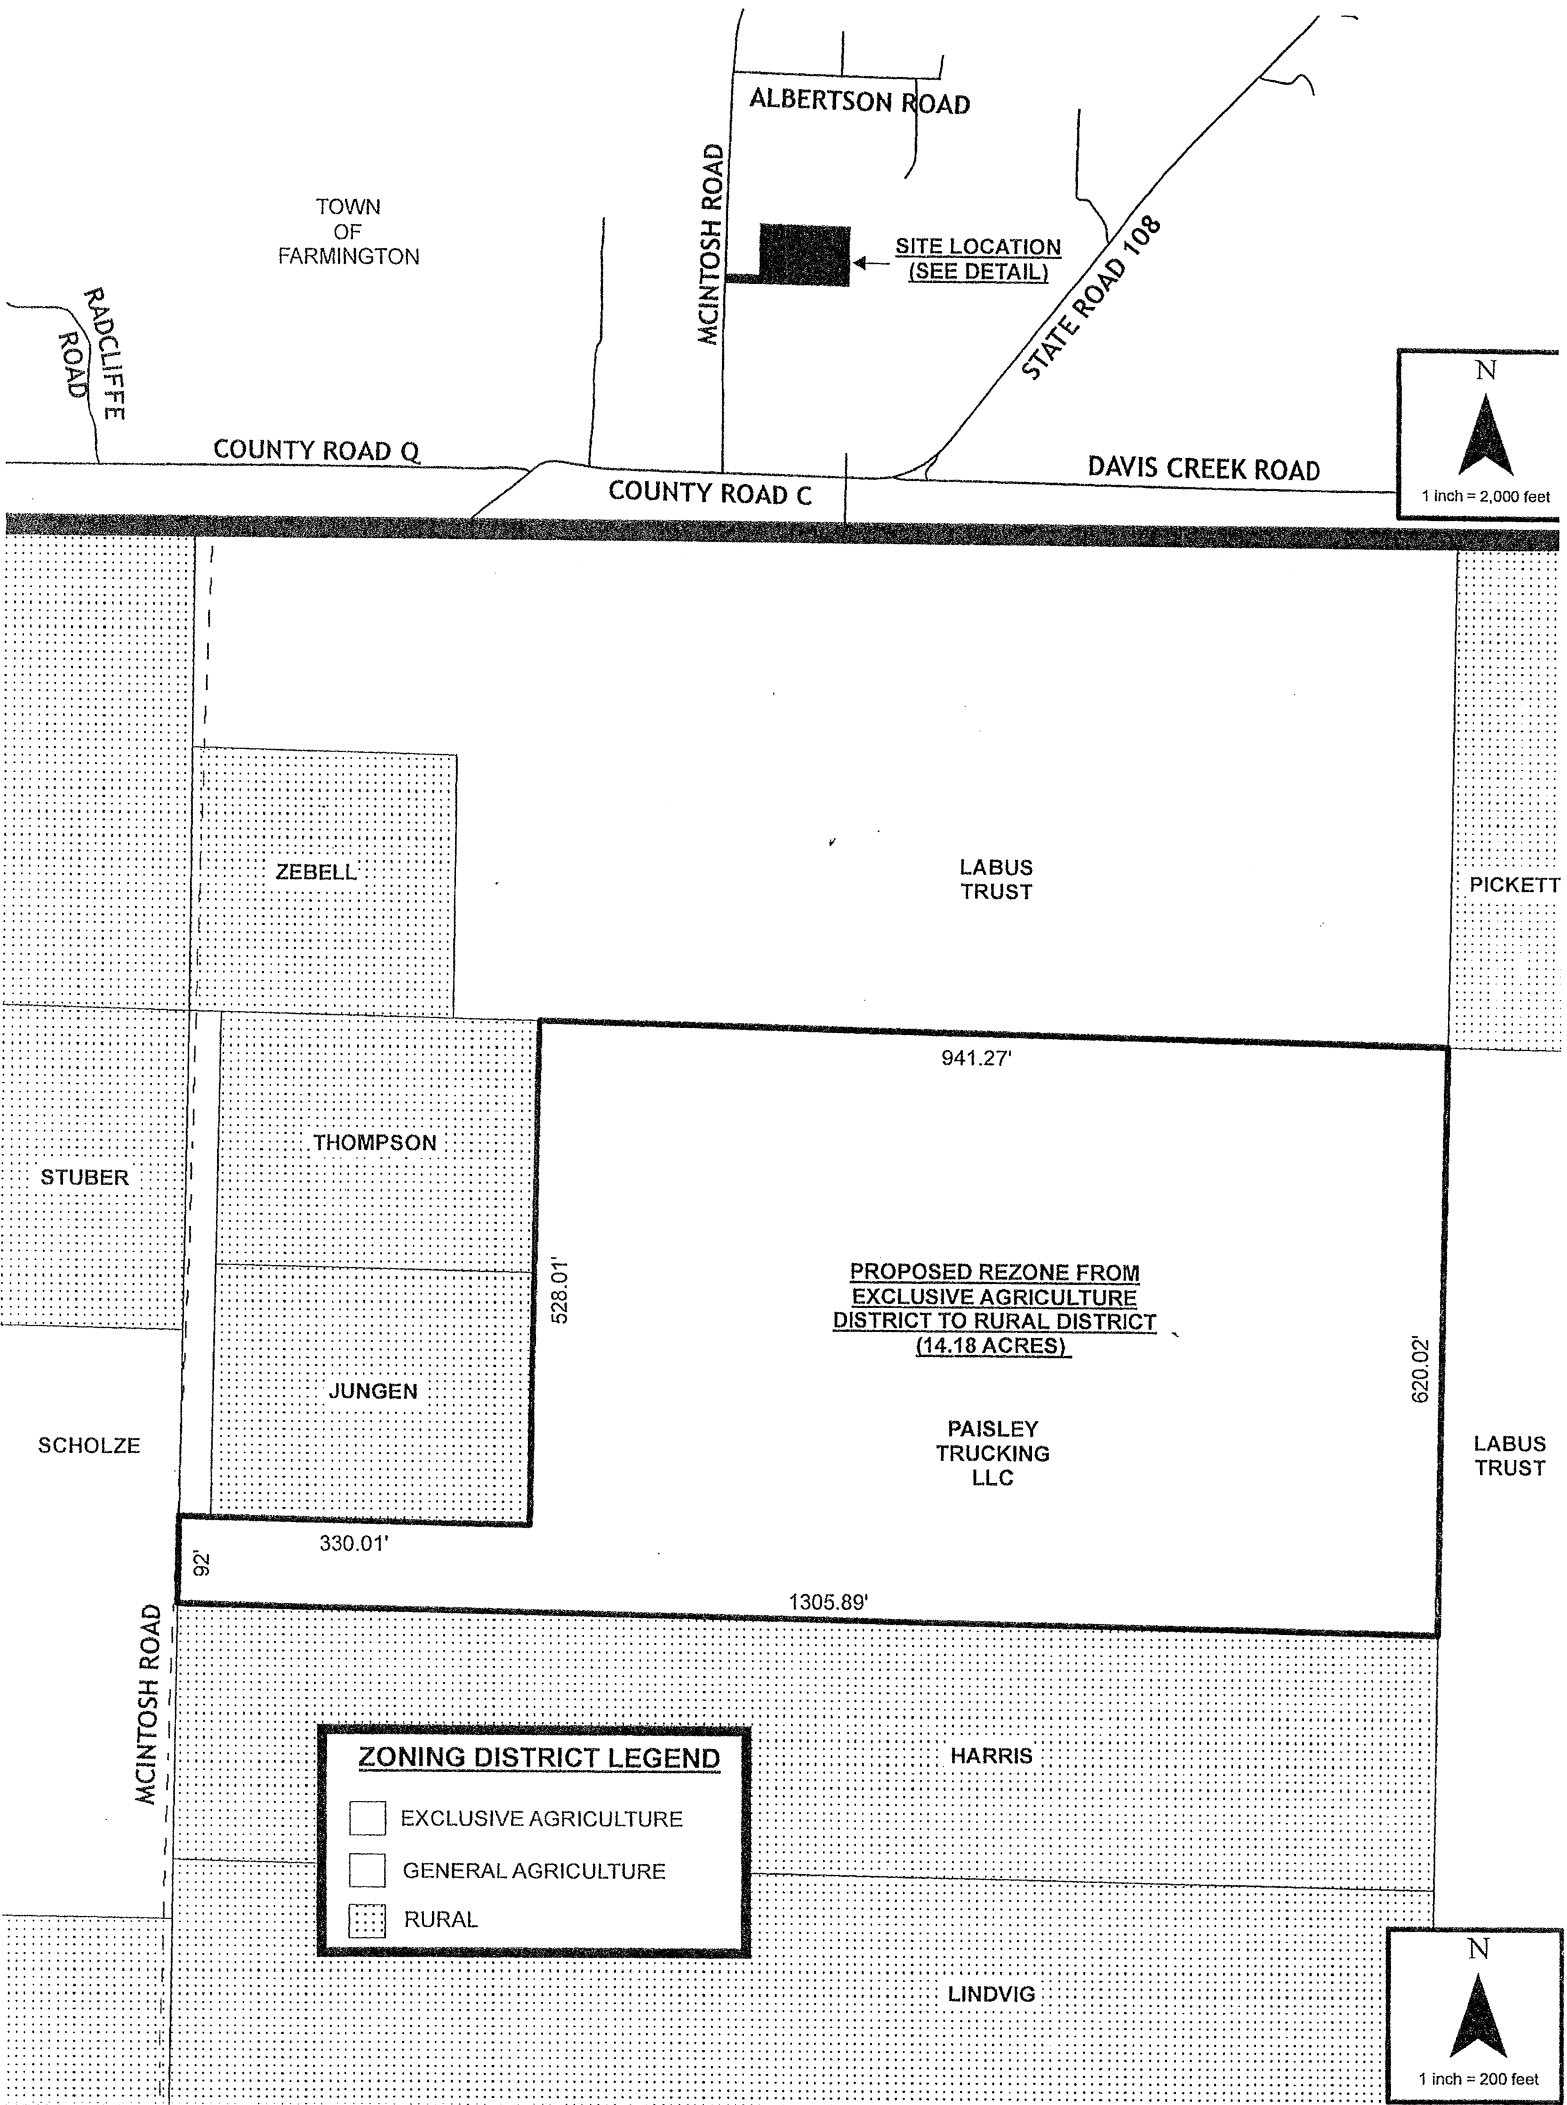 ALBERTSON ROAD
MCINTOSH ROAD
TOWN
OF
FARMINGTON
SITE LOCATION
(SEE DETAIL)
STATE ROAD 108
RADCLIFFE
ROAD
COUNTY ROAD Q
COUNTY ROAD C
DAVIS CREEK ROAD
N
1 inch = 2,000 feet
ZEBELL
LABUS
TRUST
PICKETT
941.27'
THOMPSON
STUBER
528.01'
PROPOSED REZONE FROM
EXCLUSIVE AGRICULTURE
DISTRICT TO RURAL DISTRICT
(14.18 ACRES)
620.02'
JUNGEN
SCHOLZE
PAISLEY
TRUCKING
LLC
LABUS
TRUST
330.01'
92'
1305.89'
MCINTOSH ROAD
ZONING DISTRICT LEGEND
EXCLUSIVE AGRICULTURE
GENERAL AGRICULTURE
RURAL
HARRIS
LINDVIG
N
1 inch = 200 feet